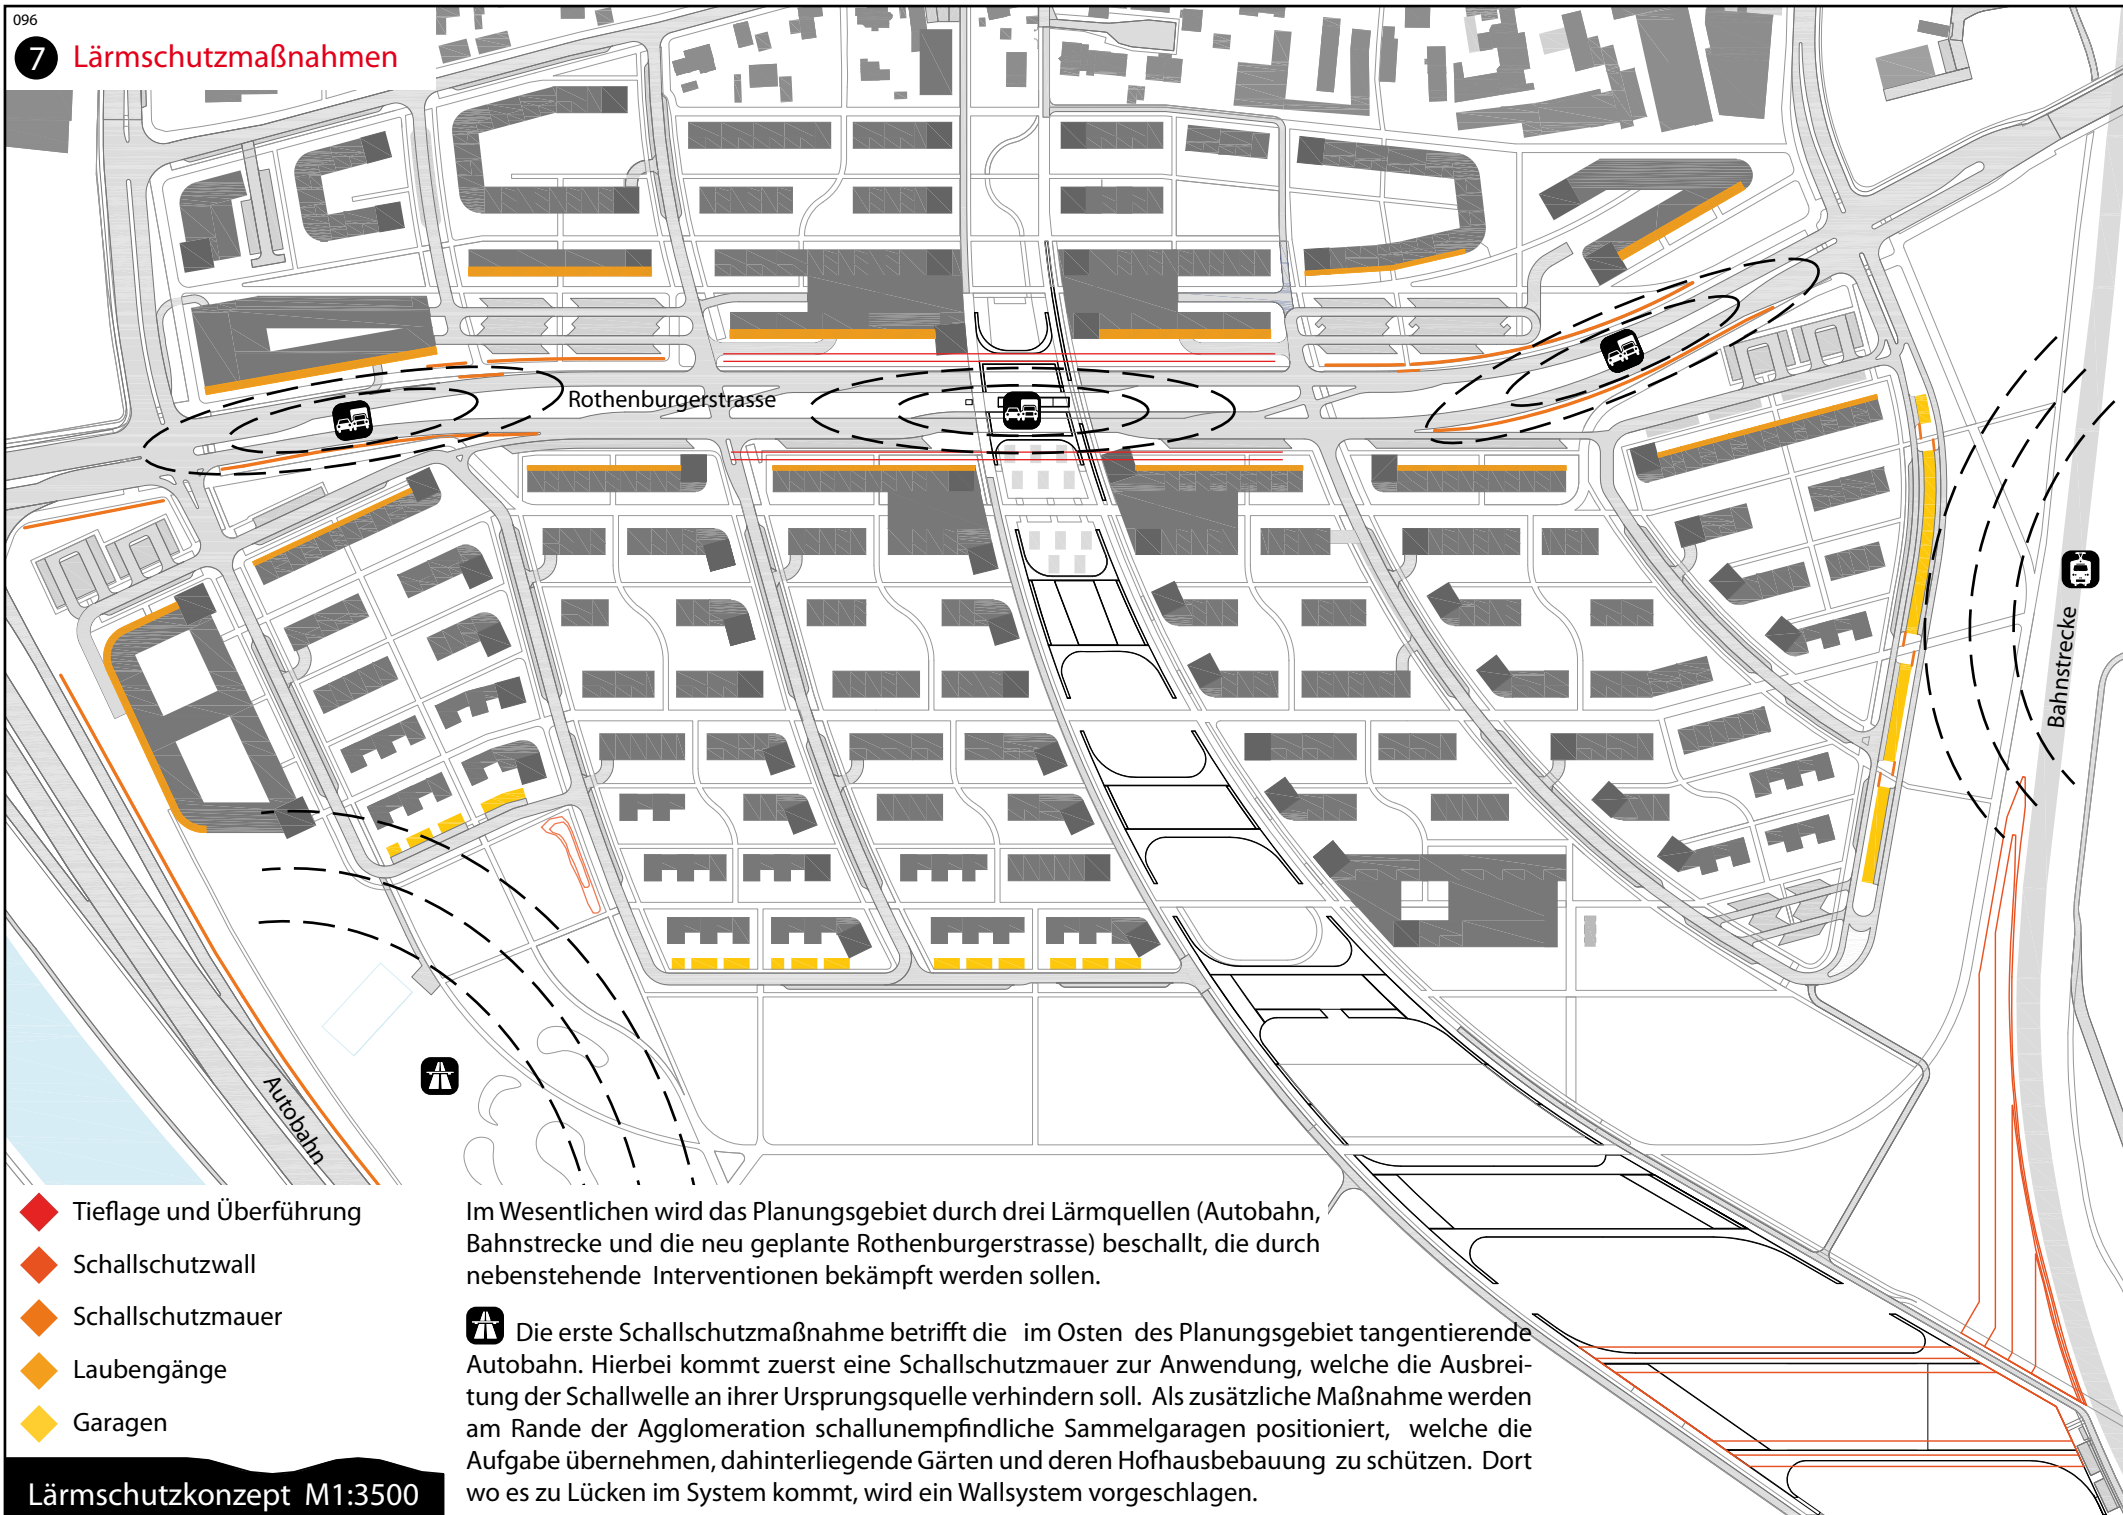 096
7 Lärmschutzmaßnahmen
Rothenburgerstrasse
Bahnstrecke
Autobahn
Tieflage und Überführung
Schallschutzwall
Schallschutzmauer
Laubengänge
Garagen
Lärmschutzkonzept M1:3500
Im Wesentlichen wird das Planungsgebiet durch drei Lärmquellen (Autobahn,
Bahnstrecke und die neu geplante Rothenburgerstrasse) beschallt, die durch
nebenstehende Interventionen bekämpft werden sollen.
Die erste Schallschutzmaßnahme betrifft die im Osten des Planungsgebiet tangentierende
Autobahn. Hierbei kommt zuerst eine Schallschutzmauer zur Anwendung, welche die Ausbrei-
tung der Schallwelle an ihrer Ursprungsquelle verhindern soll. Als zusätzliche Maßnahme werden
am Rande der Agglomeration schallunempfindliche Sammelgaragen positioniert, welche die
Aufgabe übernehmen, dahinterliegende Gärten und deren Hofhausbebauung zu schützen. Dort
wo es zu Lücken im System kommt, wird ein Wallsystem vorgeschlagen.